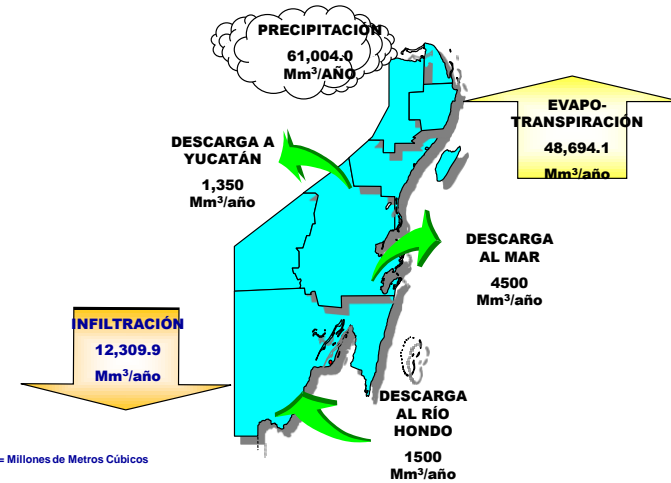 PRECIPITACIÓN
61,004.0
Mm³/AÑO
EVAPO-
TRANSPIRACIÓN
48,694.1
Mm³/año
DESCARGA A
YUCATÁN
1,350
Mm³/año
DESCARGA
AL MAR
4500
Mm³/año
INFILTRACIÓN
12,309.9
Mm³/año
DESCARGA
AL RÍO
HONDO
1500
Mm³/año
= Millones de Metros Cúbicos